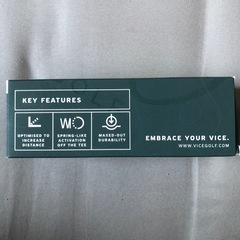 KEY FEATURES
OPTIMISED TO
INCREASE
DISTANCE
SPRING-LIKE
ACTIVATION
OFF THE TEE
MAXED-OUT
DURABILITY
EMBRACE YOUR VICE.
WWW.VICEGOLF.COM